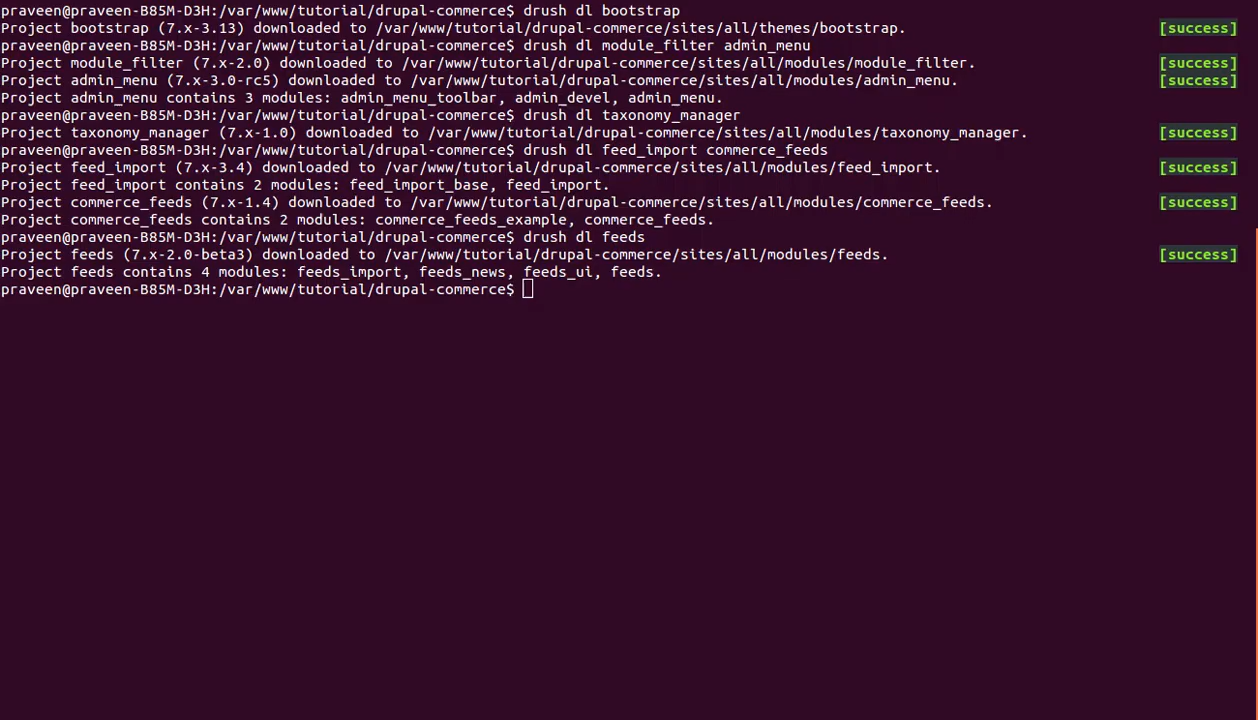 praveen@praveen-B85M-D3H:/var/www/tutorial/drupal-commerce$ drush dl bootstrap
Project bootstrap (7.x-3.13) downloaded to /var/www/tutorial/drupal-commerce/sites/all/themes/bootstrap. [success]
praveen@praveen-B85M-D3H:/var/www/tutorial/drupal-commerce$ drush dl module_filter admin_menu
Project module_filter (7.x-2.0) downloaded to /var/www/tutorial/drupal-commerce/sites/all/modules/module_filter. [success]
Project admin_menu (7.x-3.0-rc5) downloaded to /var/www/tutorial/drupal-commerce/sites/all/modules/admin_menu. [success]
Project admin_menu contains 3 modules: admin_menu_toolbar, admin_devel, admin_menu.
praveen@praveen-B85M-D3H:/var/www/tutorial/drupal-commerce$ drush dl taxonomy_manager
Project taxonomy_manager (7.x-1.0) downloaded to /var/www/tutorial/drupal-commerce/sites/all/modules/taxonomy_manager. [success]
praveen@praveen-B85M-D3H:/var/www/tutorial/drupal-commerce$ drush dl feed_import commerce_feeds
Project feed_import (7.x-3.4) downloaded to /var/www/tutorial/drupal-commerce/sites/all/modules/feed_import. [success]
Project feed_import contains 2 modules: feed_import_base, feed_import.
Project commerce_feeds (7.x-1.4) downloaded to /var/www/tutorial/drupal-commerce/sites/all/modules/commerce_feeds. [success]
Project commerce_feeds contains 2 modules: commerce_feeds_example, commerce_feeds.
praveen@praveen-B85M-D3H:/var/www/tutorial/drupal-commerce$ drush dl feeds
Project feeds (7.x-2.0-beta3) downloaded to /var/www/tutorial/drupal-commerce/sites/all/modules/feeds. [success]
Project feeds contains 4 modules: feeds_import, feeds_news, feeds_ui, feeds.
praveen@praveen-B85M-D3H:/var/www/tutorial/drupal-commerce$